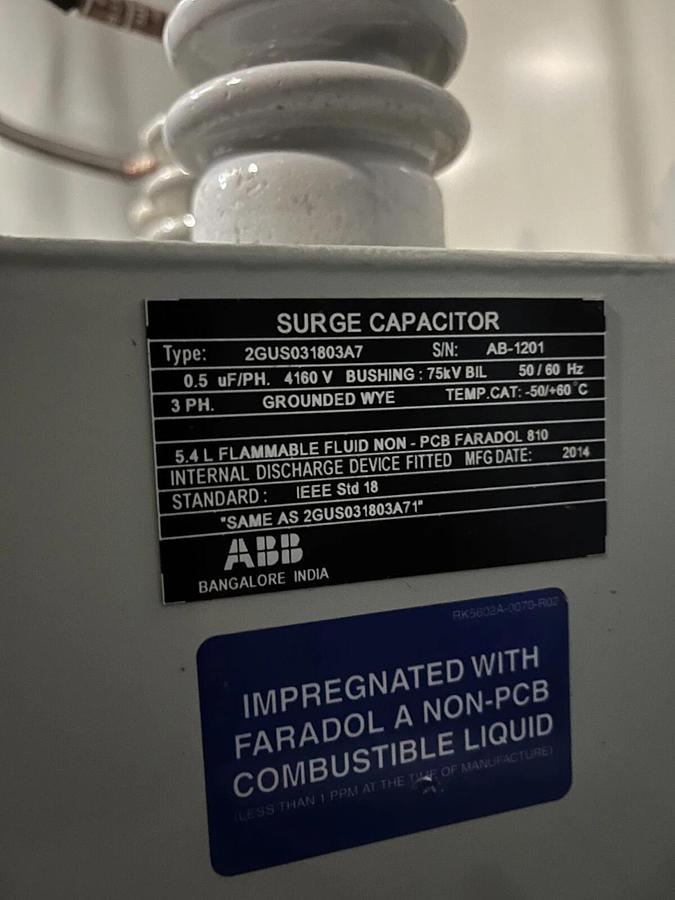 SURGE CAPACITOR
Type: 2GUS031803A7 S/N: AB-1201
0.5 uF/PH. 4160 V BUSHING : 75kV BIL 50 / 60 Hz
3 PH. GROUNDED WYE TEMP.CAT: -50/+60°C
5.4 L FLAMMABLE FLUID NON - PCB FARADOL 810
INTERNAL DISCHARGE DEVICE FITTED MFG DATE: 2014
STANDARD : IEEE Std 18
"SAME AS 2GUS031803A71"
ABB
BANGALORE INDIA
RK5602A-0070-R02
IMPREGNATED WITH
FARADOL A NON-PCB
COMBUSTIBLE LIQUID
(LESS THAN 1 PPM AT THE TIME OF MANUFACTURE)